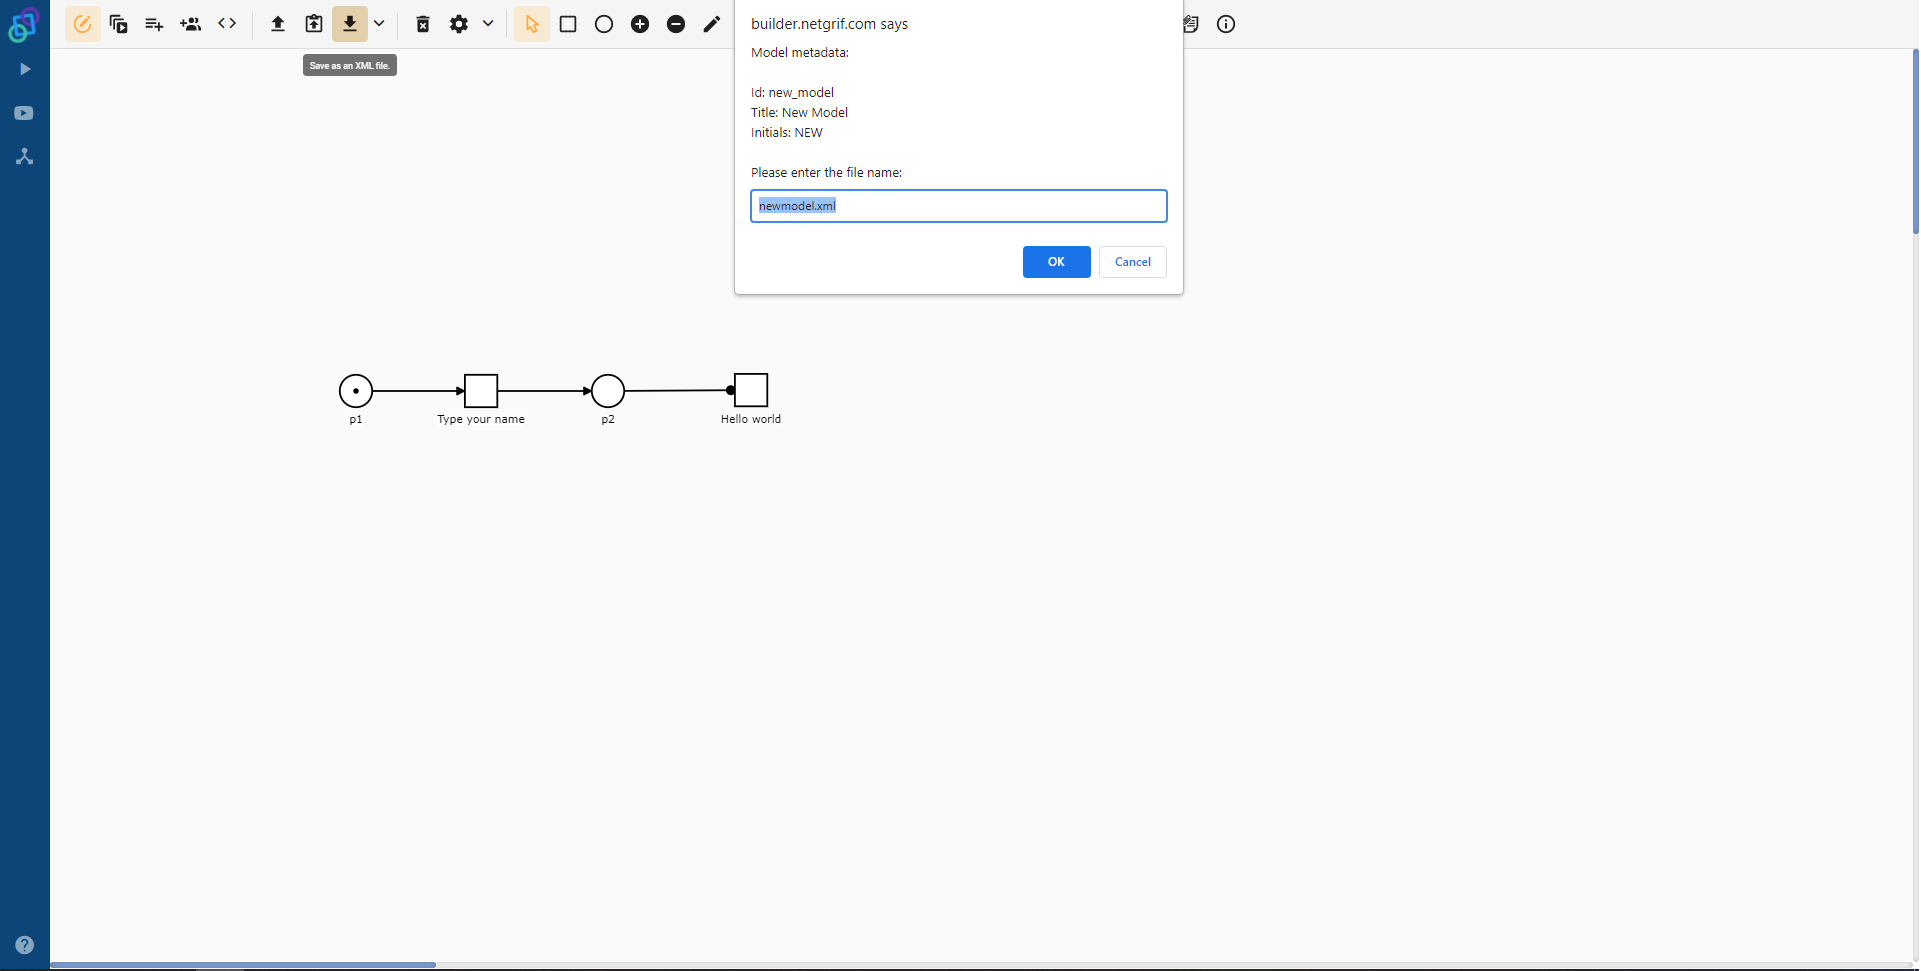 builder.netgrif.com says
Model metadata:
Id: new_model
Title: New Model
Initials: NEW
Please enter the file name:
newmodel.xml
OK
Cancel
Save as an XML file.
p1
Type your name
p2
Hello world